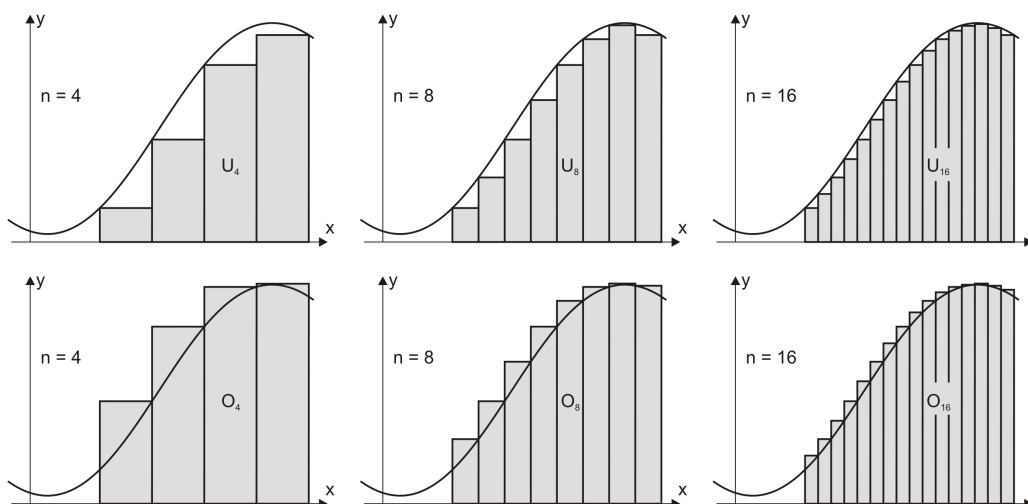 y
n = 4
U₄
x
y
n = 8
U₈
x
y
n = 16
U₁₆
y
n = 4
O₄
x
y
n = 8
O₈
x
y
n = 16
O₁₆